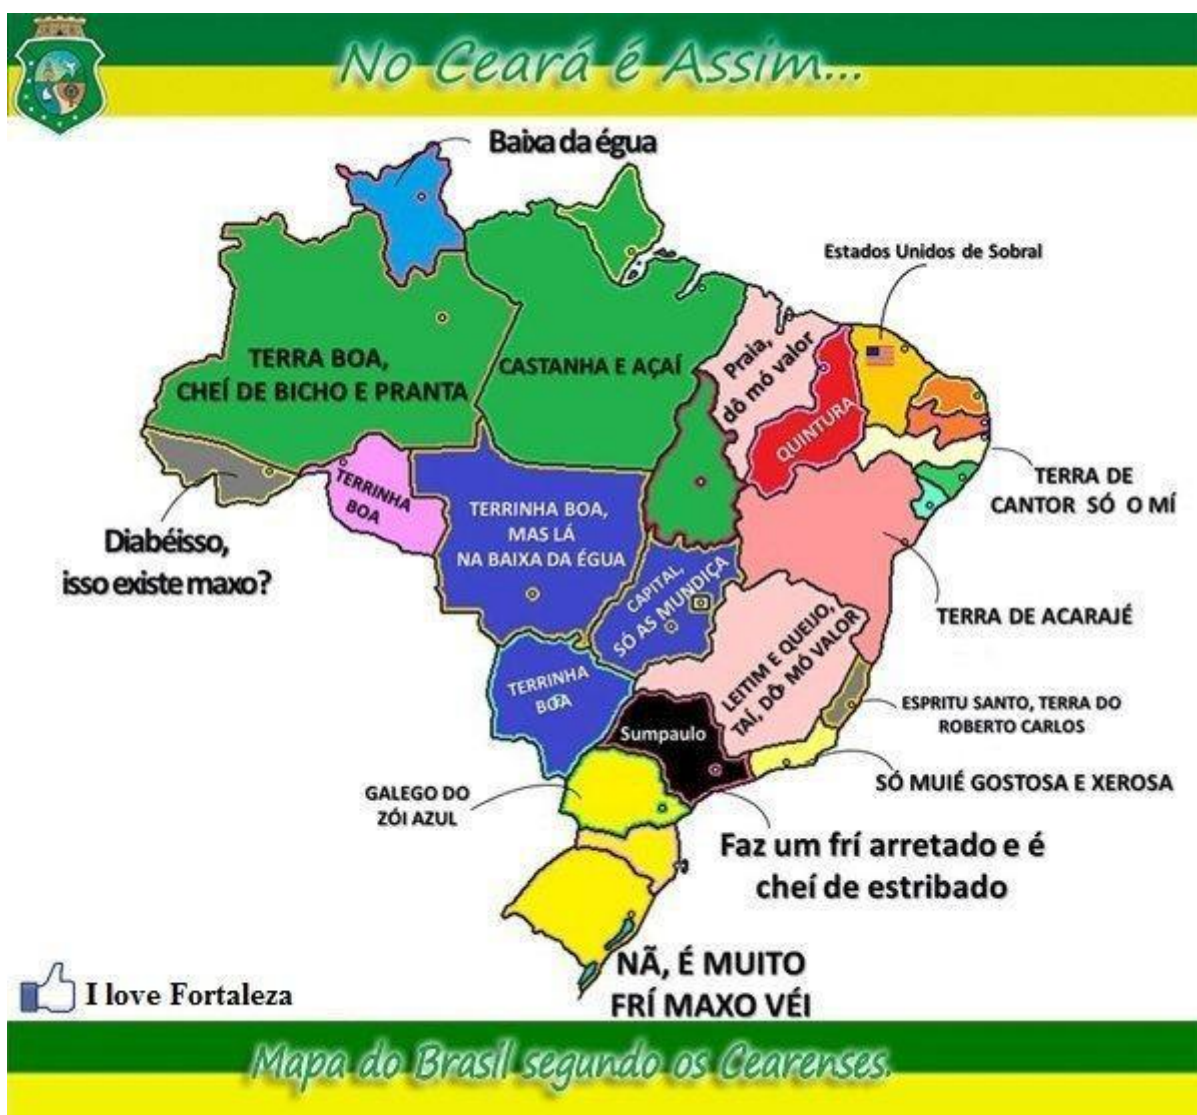 No Ceará é Assim...
Baixa da égua
Estados Unidos de Sobral
Praia,
dô mó valor
TERRA BOA,
CHEÍ DE BICHO E PRANTA
CASTANHA E AÇAÍ
QUINTURA
TERRINHA
BOA
TERRINHA BOA,
MAS LÁ
NA BAIXA DA ÉGUA
TERRA DE
CANTOR SÓ O MÍ
Diabéisso,
isso existe maxo?
CAPITAL,
SÓ AS MUNDIÇA
TERRA DE ACARAJÉ
LEITIM E QUEIJO,
TAÍ, DÔ MÓ VALOR
TERRINHA
BOA
ESPRITU SANTO, TERRA DO
ROBERTO CARLOS
Sumpaulo
SÓ MUIÉ GOSTOSA E XEROSA
GALEGO DO
ZÓI AZUL
Faz um frí arretado e é
cheí de estribado
NÃ, É MUITO
FRÍ MAXO VÉI
I love Fortaleza
Mapa do Brasil segundo os Cearenses.